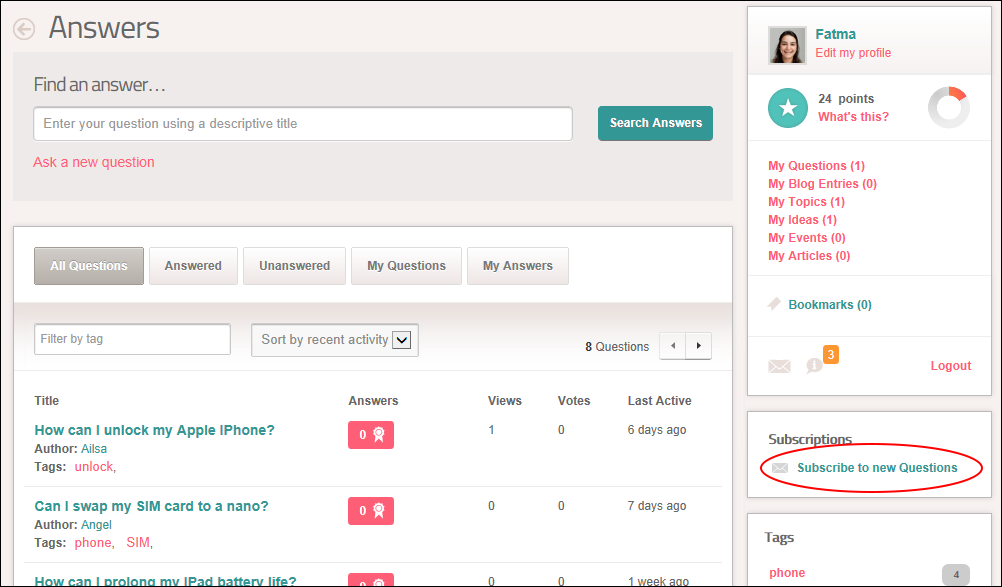 Answers
Find an answer…
Enter your question using a descriptive title
Search Answers
Ask a new question
All Questions
Answered
Unanswered
My Questions
My Answers
Filter by tag
Sort by recent activity
8 Questions
Title Answers Views Votes Last Active
How can I unlock my Apple iPhone? 0 1 0 6 days ago
Author: Ailsa
Tags: unlock,
Can I swap my SIM card to a nano? 0 0 0 7 days ago
Author: Angel
Tags: phone, SIM,
How can I prolong my IPad battery life? 0 0 0 1 week ago
Fatma
Edit my profile
24 points
What's this?
My Questions (1)
My Blog Entries (0)
My Topics (1)
My Ideas (1)
My Events (0)
My Articles (0)
Bookmarks (0)
3
Logout
Subscriptions
Subscribe to new Questions
Tags
phone 4